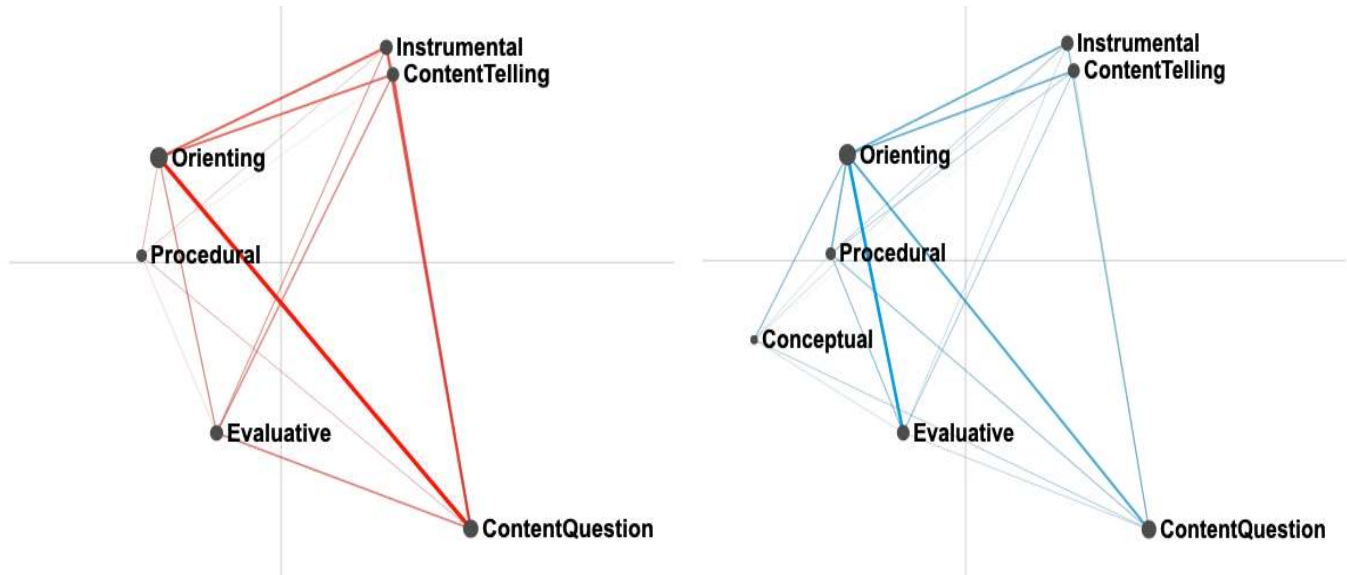 Instrumental
ContentTelling
Orienting
Procedural
Evaluative
ContentQuestion
Instrumental
ContentTelling
Orienting
Procedural
Conceptual
Evaluative
ContentQuestion